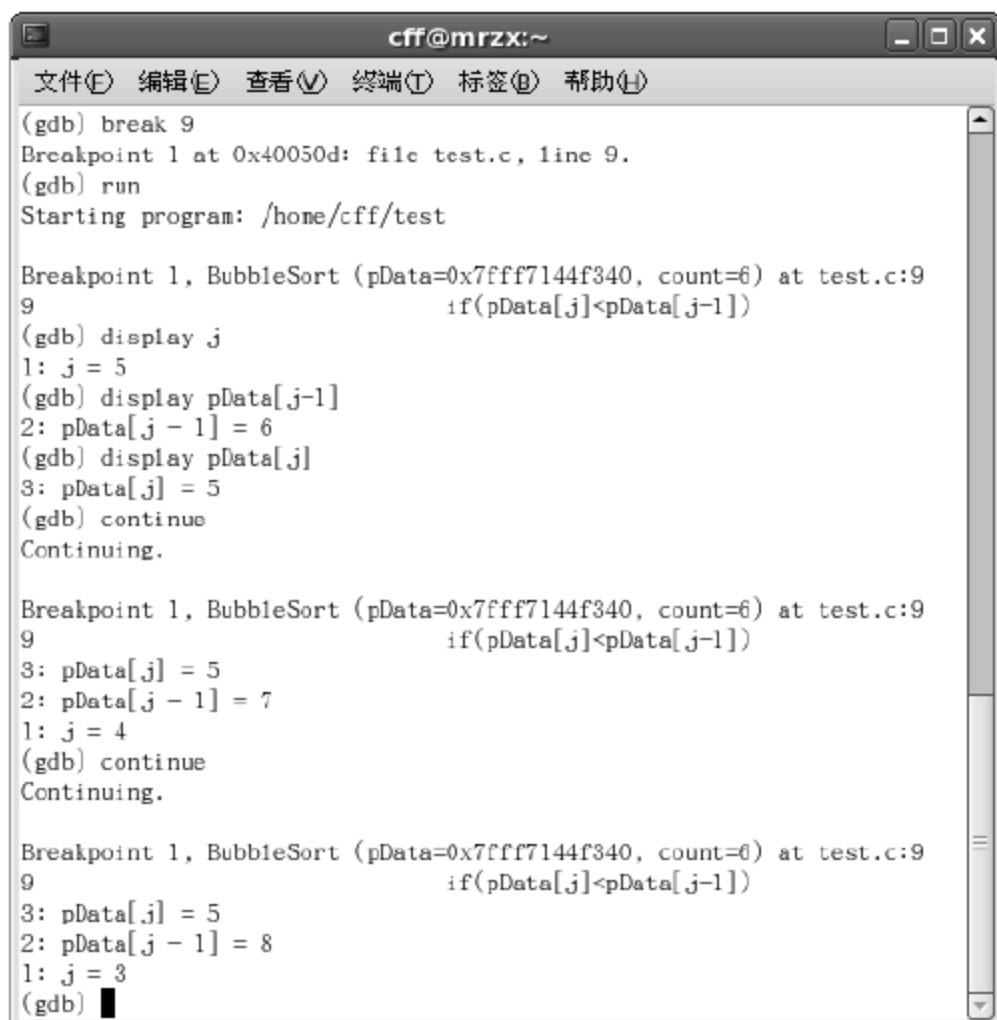 cff@mrzx:~
文件(F) 编辑(E) 查看(V) 终端(T) 标签(B) 帮助(H)
(gdb) break 9
Breakpoint 1 at 0x40050d: file test.c, line 9.
(gdb) run
Starting program: /home/cff/test
Breakpoint 1, BubbleSort (pData=0x7fff7144f340, count=6) at test.c:9
9 if(pData[j]<pData[j-1])
(gdb) display j
1: j = 5
(gdb) display pData[j-1]
2: pData[j - 1] = 6
(gdb) display pData[j]
3: pData[j] = 5
(gdb) continue
Continuing.
Breakpoint 1, BubbleSort (pData=0x7fff7144f340, count=6) at test.c:9
9 if(pData[j]<pData[j-1])
3: pData[j] = 5
2: pData[j - 1] = 7
1: j = 4
(gdb) continue
Continuing.
Breakpoint 1, BubbleSort (pData=0x7fff7144f340, count=6) at test.c:9
9 if(pData[j]<pData[j-1])
3: pData[j] = 5
2: pData[j - 1] = 8
1: j = 3
(gdb)